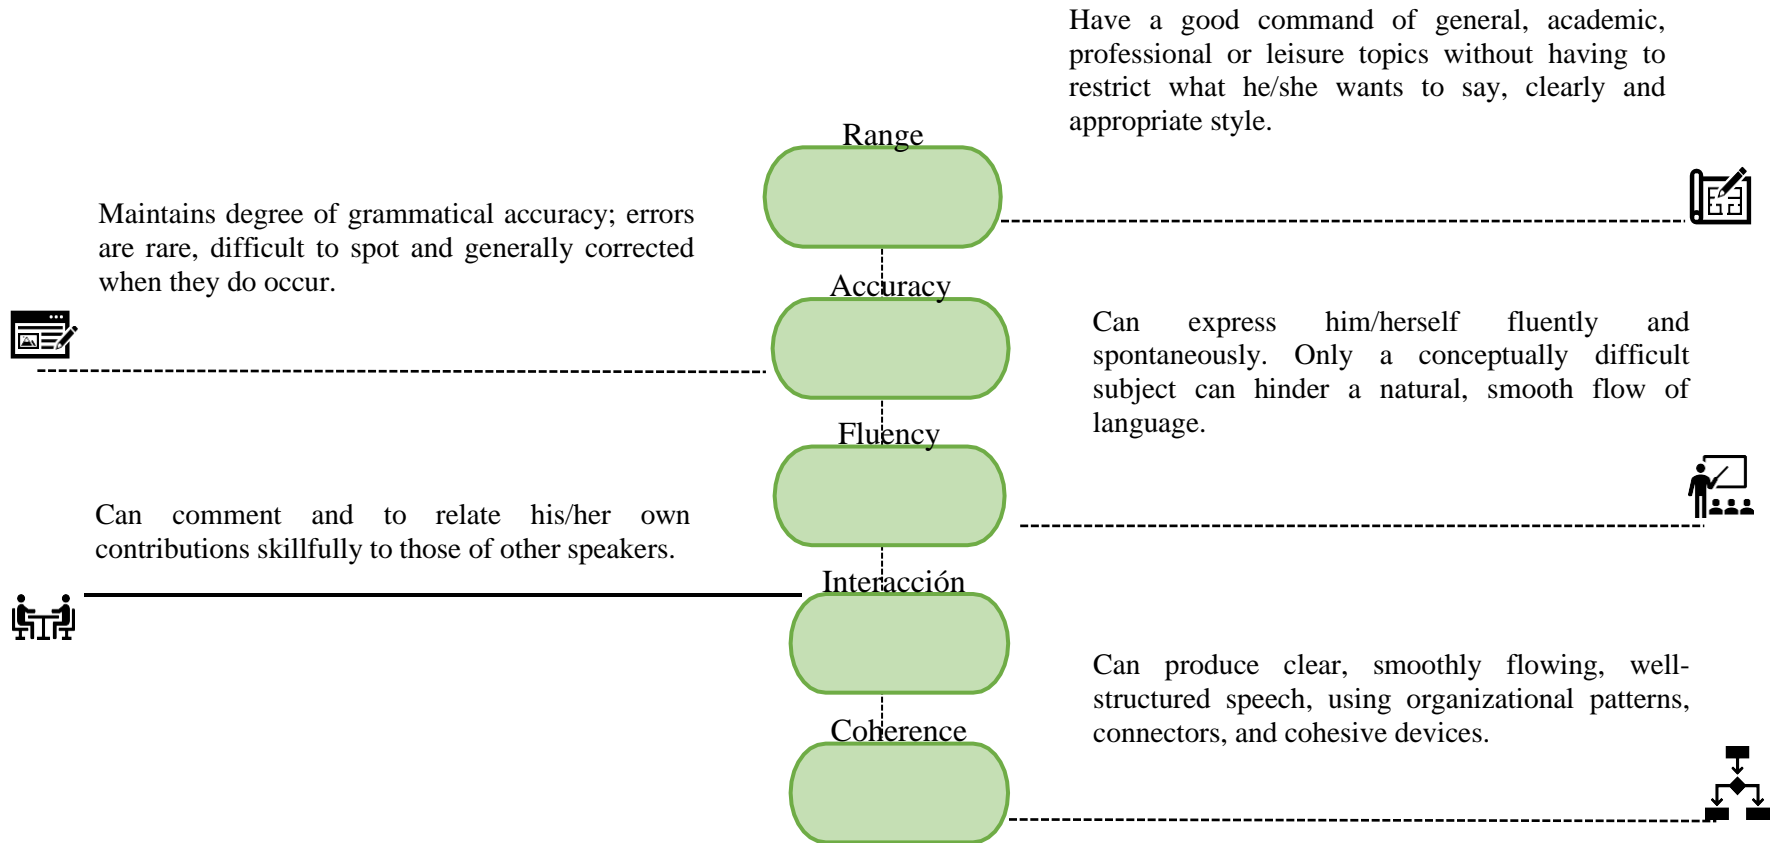 Have a good command of general, academic,
professional or leisure topics without having to
restrict what he/she wants to say, clearly and
appropriate style.
Range
Maintains degree of grammatical accuracy; errors
are rare, difficult to spot and generally corrected
when they do occur.
Accuracy
Can express him/herself fluently and
spontaneously. Only a conceptually difficult
subject can hinder a natural, smooth flow of
language.
Fluency
Can comment and to relate his/her own
contributions skillfully to those of other speakers.
Interacción
Can produce clear, smoothly flowing, well-
structured speech, using organizational patterns,
connectors, and cohesive devices.
Coherence